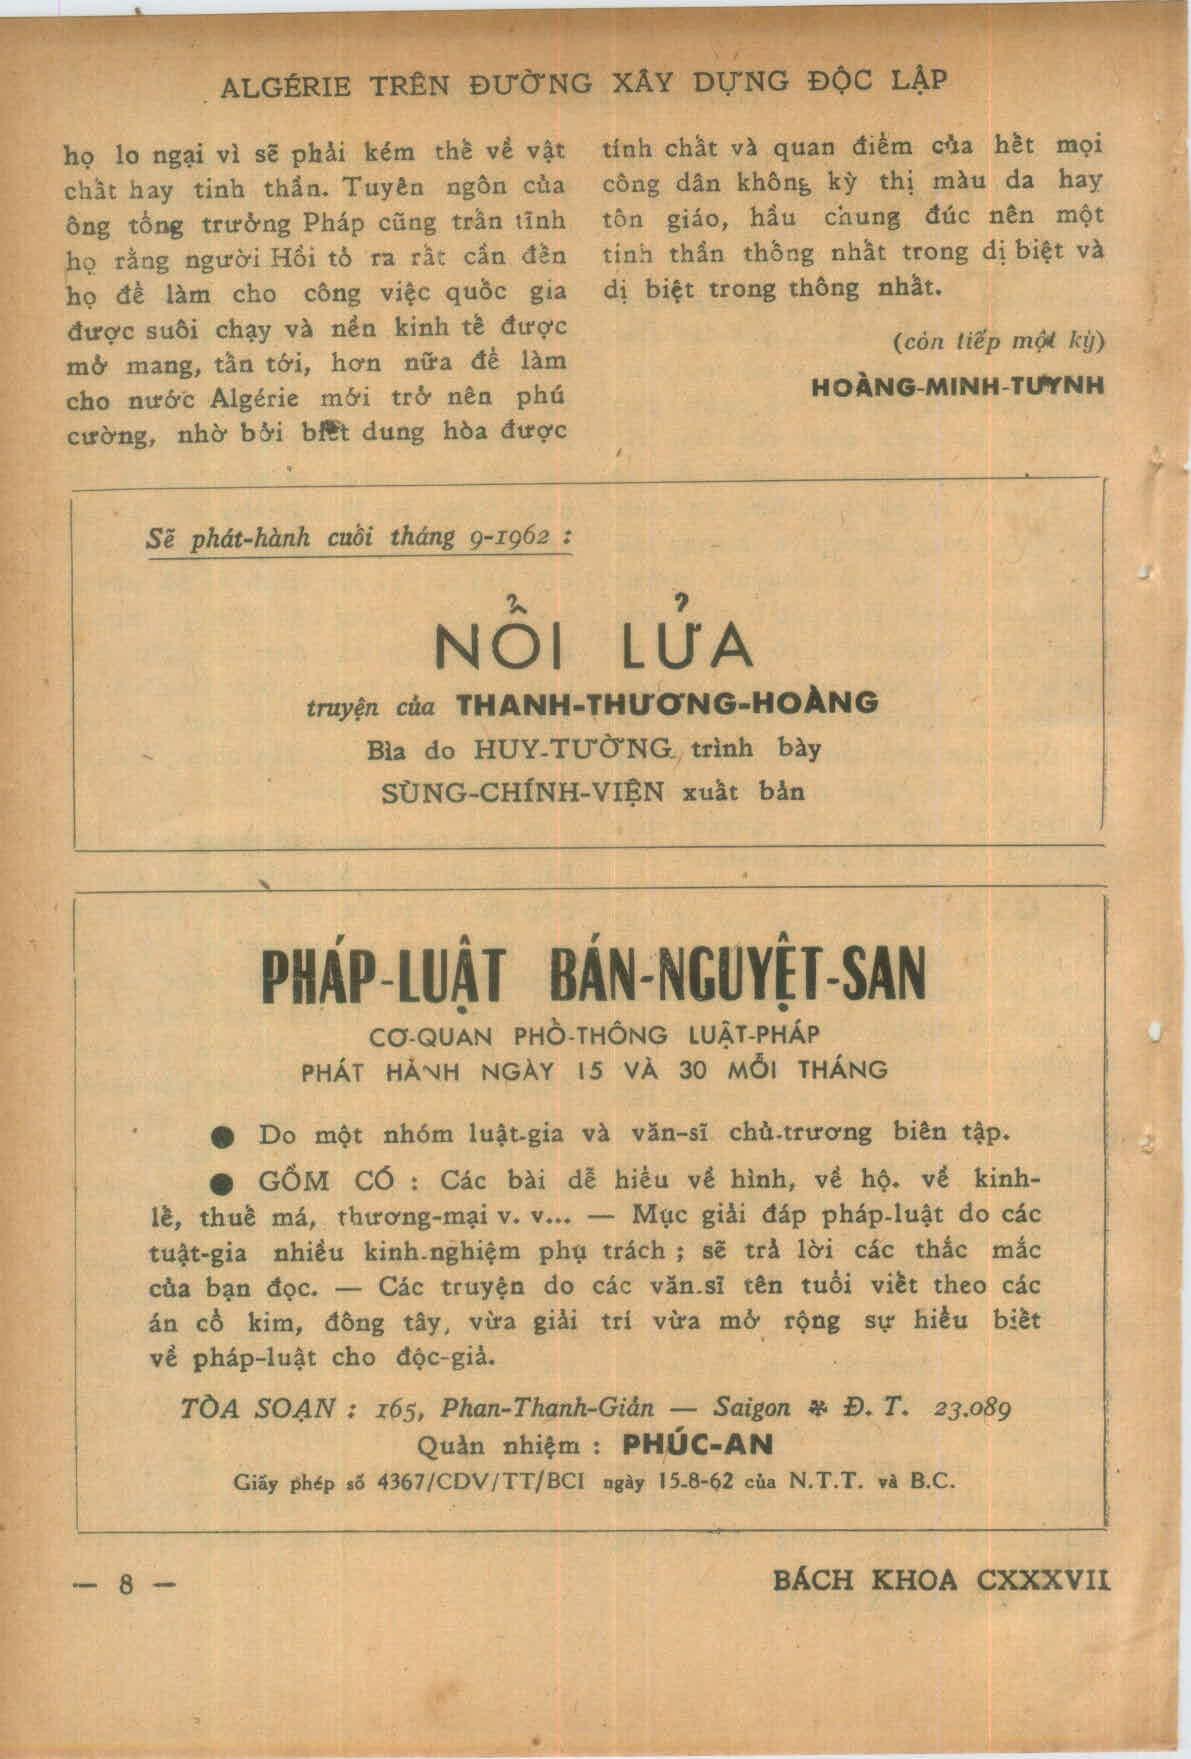 ALGÉRIE TRÊN ĐƯỜNG XÂY DỰNG ĐỘC LẬP
họ lo ngại vì sẽ phải kém thế về vật
chất hay tinh thần. Tuyên ngôn của
ông tổng trưởng Pháp cũng trấn tĩnh
họ rằng người Hồi tỏ ra rất cần đến
họ để làm cho công việc quốc gia
được suôi chạy và nền kinh tế được
mở mang, tấn tới, hơn nữa để làm
cho nước Algérie mới trở nên phú
cường, nhờ bởi biết dung hòa được
tính chất và quan điểm của hết mọi
công dân không kỳ thị màu da hay
tôn giáo, hầu chung đúc nên một
tinh thần thống nhất trong dị biệt và
dị biệt trong thống nhất.
(còn tiếp một kỳ)
HOÀNG-MINH-TUYNH
Sẽ phát-hành cuối tháng 9-1962 :
NỔI LỬA
truyện của THANH-THƯƠNG-HOÀNG
Bìa do HUY-TƯỜNG trình bày
SÙNG-CHÍNH-VIỆN xuất bản
PHÁP-LUẬT BÁN-NGUYỆT-SAN
CƠ-QUAN PHỔ-THÔNG LUẬT-PHÁP
PHÁT HÀNH NGÀY 15 VÀ 30 MỖI THÁNG
● Do một nhóm luật-gia và văn-sĩ chủ-trương biên tập.
● GỒM CÓ : Các bài dễ hiểu về hình, về hộ. về kinh-
lế, thuế má, thương-mại v. v... — Mục giải đáp pháp-luật do các
tuật-gia nhiều kinh-nghiệm phụ trách ; sẽ trả lời các thắc mắc
của bạn đọc. — Các truyện do các văn-sĩ tên tuổi viết theo các
án cổ kim, đông tây, vừa giải trí vừa mở rộng sự hiểu biết
về pháp-luật cho độc-giả.
TÒA SOẠN : 165, Phan-Thanh-Giản — Saigon * Đ. T. 23.089
Quản nhiệm : PHÚC-AN
Giấy phép số 4367/CDV/TT/BCI ngày 15-8-62 của N.T.T. và B.C.
— 8 —
BÁCH KHOA CXXXVII